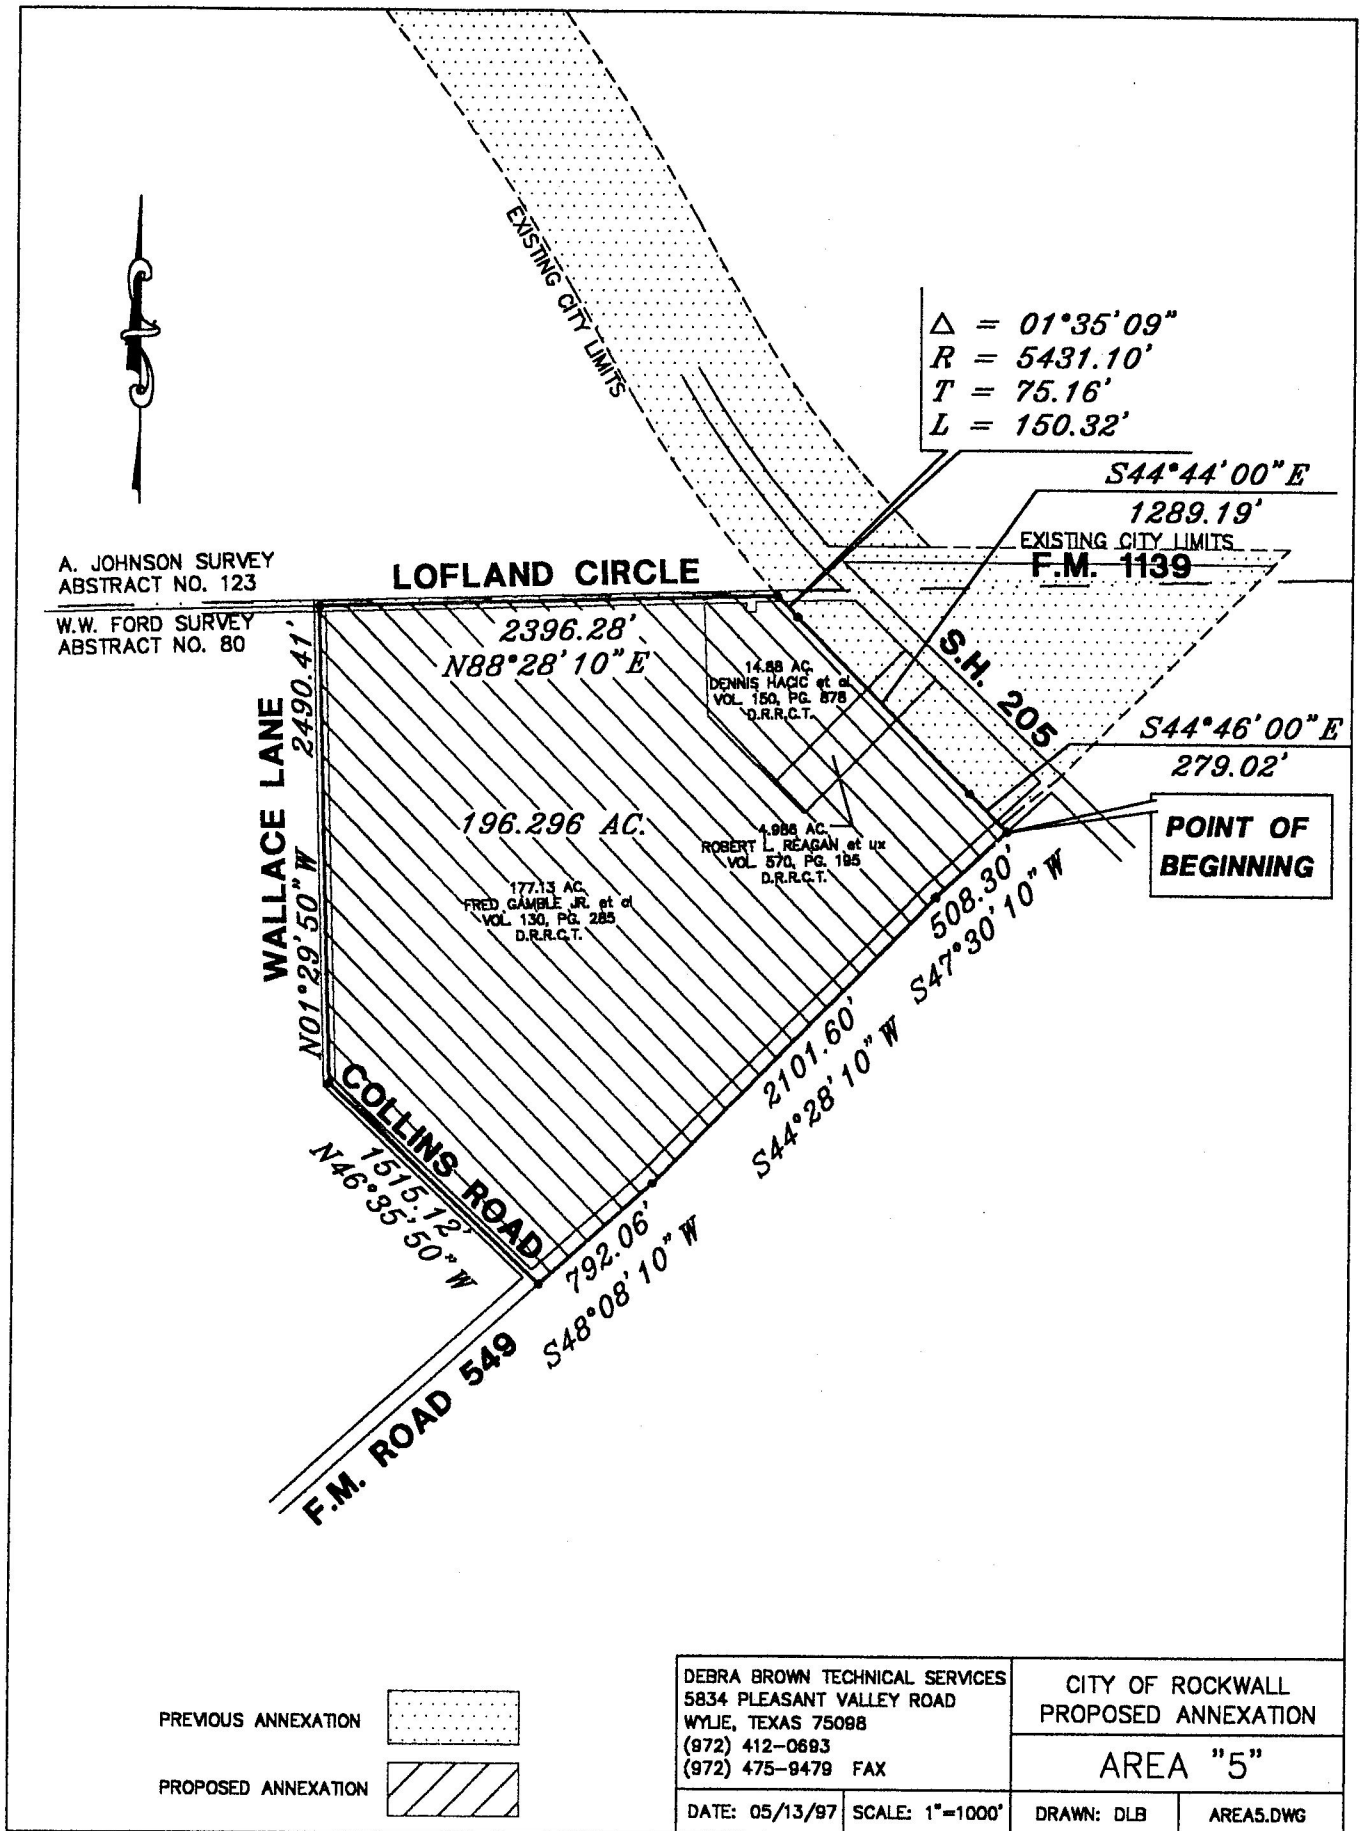 EXISTING CITY LIMITS
Δ = 01°35'09"
R = 5431.10'
T = 75.16'
L = 150.32'
S44°44'00"E
1289.19'
EXISTING CITY LIMITS
F.M. 1139
A. JOHNSON SURVEY
ABSTRACT NO. 123
W.W. FORD SURVEY
ABSTRACT NO. 80
LOFLAND CIRCLE
2396.28'
N88°28'10"E
14.88 AC.
DENNIS HACIC et al
VOL. 150, PG. 878
D.R.R.C.T.
S.H. 205
S44°46'00"E
279.02'
POINT OF
BEGINNING
WALLACE LANE
2490.41'
N01°29'50"W
196.296 AC.
4.986 AC.
ROBERT L. REAGAN et ux
VOL. 570, PG. 195
D.R.R.C.T.
177.13 AC.
FRED GAMBLE JR. et al
VOL. 130, PG. 285
D.R.R.C.T.
508.30'
S47°30'10"W
2101.60'
S44°28'10"W
COLLINS ROAD
1515.12'
N46°35'50"W
792.06'
S48°08'10"W
F.M. ROAD 549
PREVIOUS ANNEXATION
PROPOSED ANNEXATION
DEBRA BROWN TECHNICAL SERVICES
5834 PLEASANT VALLEY ROAD
WYLIE, TEXAS 75098
(972) 412-0693
(972) 475-9479 FAX
DATE: 05/13/97
SCALE: 1"=1000'
CITY OF ROCKWALL
PROPOSED ANNEXATION
AREA "5"
DRAWN: DLB
AREA5.DWG